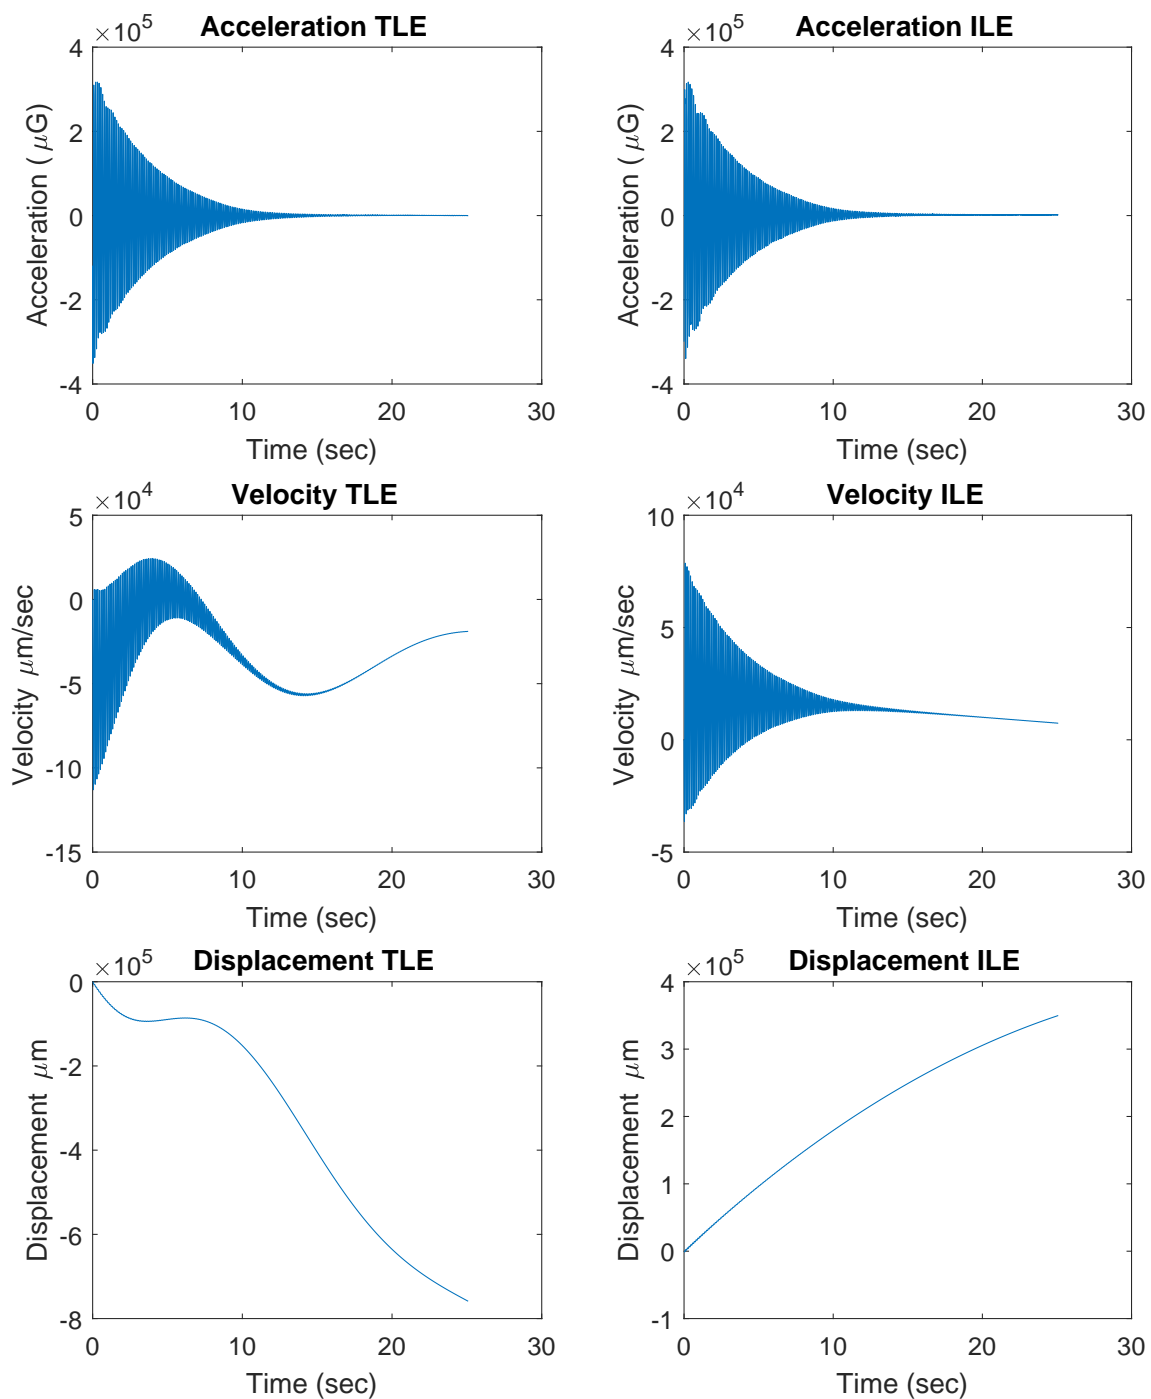 Acceleration TLE
×10^5
4
2
0
-2
-4
Acceleration ( μG)
0 10 20 30
Time (sec)
Acceleration ILE
×10^5
4
2
0
-2
-4
Acceleration ( μG)
0 10 20 30
Time (sec)
Velocity TLE
×10^4
5
0
-5
-10
-15
Velocity μm/sec
0 10 20 30
Time (sec)
Velocity ILE
×10^4
10
5
0
-5
Velocity μm/sec
0 10 20 30
Time (sec)
Displacement TLE
×10^5
0
-2
-4
-6
-8
Displacement μm
0 10 20 30
Time (sec)
Displacement ILE
×10^5
4
3
2
1
0
-1
Displacement μm
0 10 20 30
Time (sec)